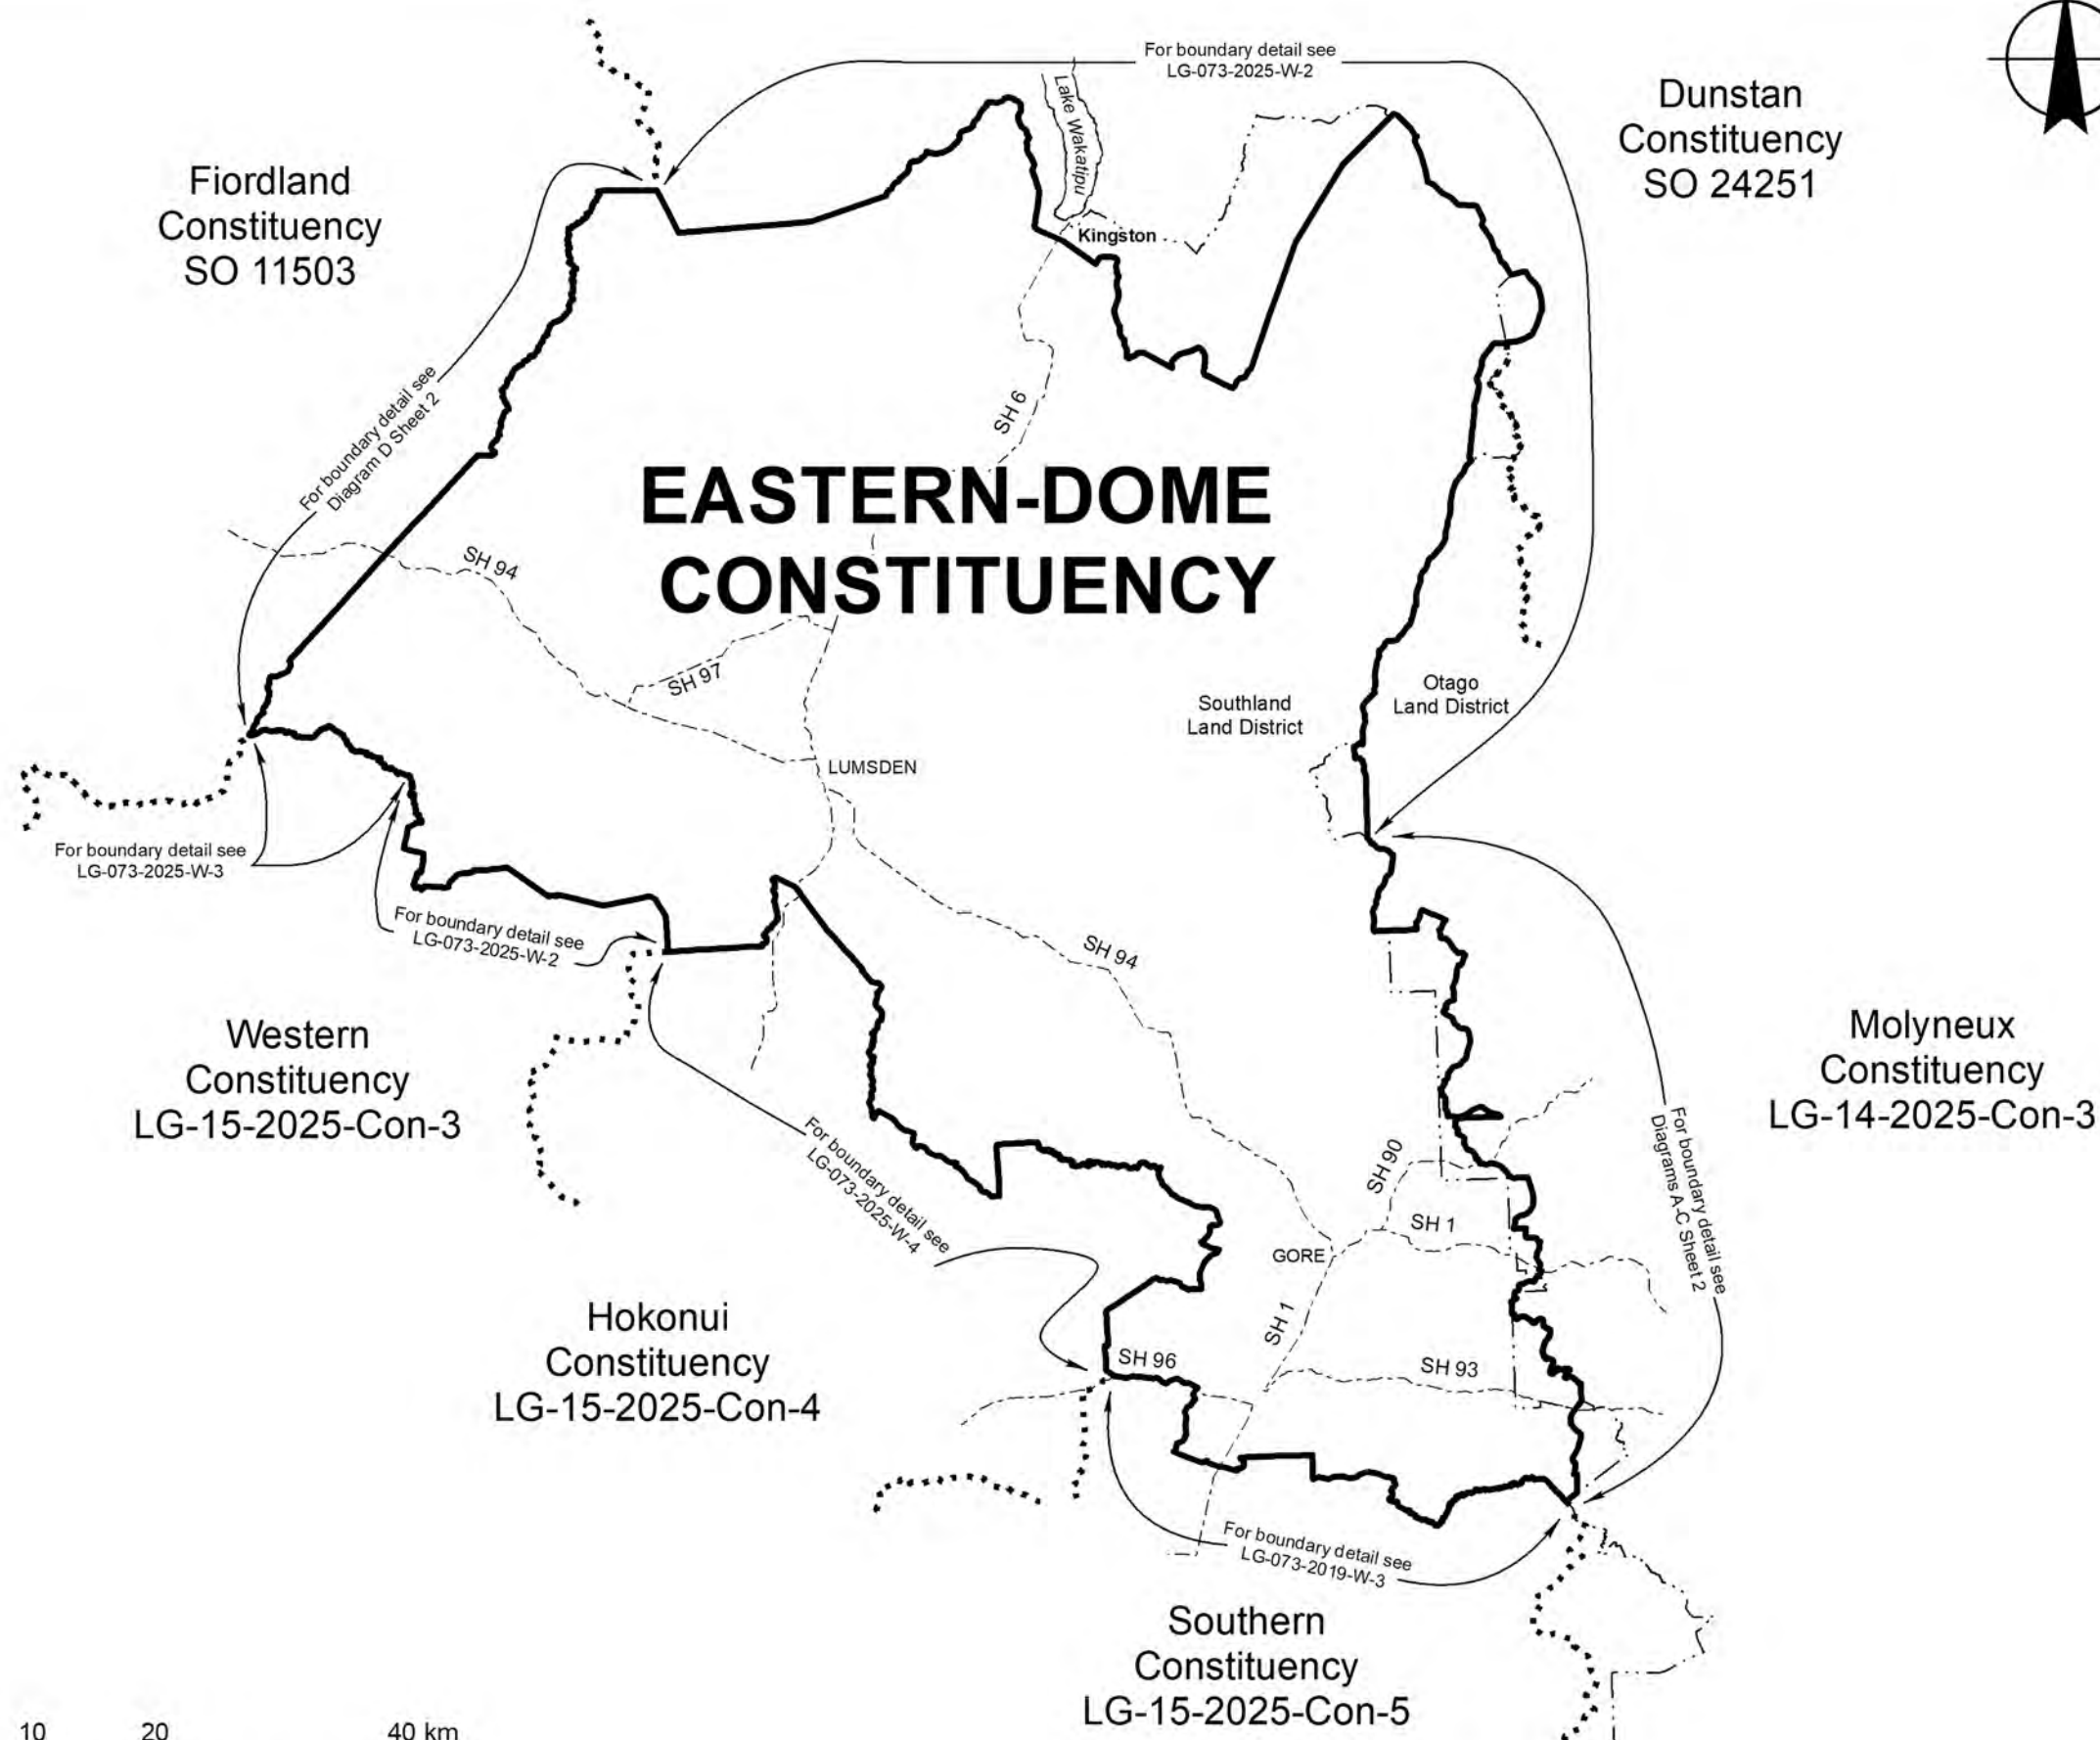 For boundary detail see
LG-073-2025-W-2
Lake Wakatipu
Dunstan
Constituency
SO 24251
Fiordland
Constituency
SO 11503
Kingston
For boundary detail see
Diagram D Sheet 2
SH 6
EASTERN-DOME
CONSTITUENCY
SH 94
SH 97
Southland
Land District
Otago
Land District
LUMSDEN
For boundary detail see
LG-073-2025-W-3
For boundary detail see
LG-073-2025-W-2
SH 94
Western
Constituency
LG-15-2025-Con-3
Molyneux
Constituency
LG-14-2025-Con-3
For boundary detail see
LG-073-2025-W-4
For boundary detail see
Diagrams A-C Sheet 2
SH 90
SH 1
GORE
SH 1
Hokonui
Constituency
LG-15-2025-Con-4
SH 96
SH 93
For boundary detail see
LG-073-2019-W-3
Southern
Constituency
LG-15-2025-Con-5
10 20 40 km